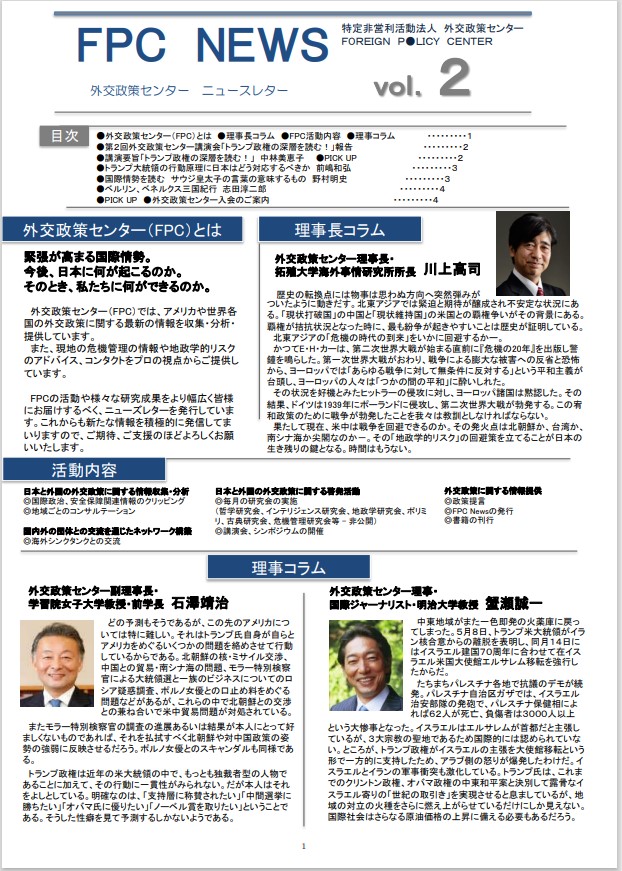 FPC NEWS
特定非営利活動法人 外交政策センター
FOREIGN P●LICY CENTER
外交政策センター ニュースレター
vol. 2
目次
●外交政策センター(FPC)とは ●理事長コラム ●FPC活動内容 ●理事コラム ・・・・・・・・・1
●第2回外交政策センター講演会「トランプ政権の深層を読む!」報告 ・・・・・・・・・2
●講演要旨「トランプ政権の深層を読む!」 中林美恵子 ●PICK UP ・・・・・・・・・2
●トランプ大統領の行動原理に日本はどう対応するべきか 前嶋和弘 ・・・・・・・・・3
●国際情勢を読む サウジ皇太子の言葉の意味するもの 野村明史 ・・・・・・・・・3
●ベルリン、ベネルクス三国紀行 志田淳二郎 ・・・・・・・・・4
●PICK UP ●外交政策センター入会のご案内 ・・・・・・・・・4
外交政策センター(FPC)とは
緊張が高まる国際情勢。
今後、日本に何が起こるのか。
そのとき、私たちに何ができるのか。
外交政策センター(FPC)では、アメリカや世界各
国の外交政策に関する最新の情報を収集・分析・
提供しています。
また、現地の危機管理の情報や地政学的リスク
のアドバイス、コンタクトをプロの視点からご提供し
ています。
FPCの活動や様々な研究成果をより幅広く皆様
にお届けするべく、ニューズレターを発行していま
す。これからも新たな情報を積極的に発信してま
いりますので、ご期待、ご支援のほどよろしくお願
いいたします。
理事長コラム
外交政策センター理事長・
拓殖大学海外事情研究所所長 川上高司
歴史の転換点には物事は思わぬ方向へ突然弾みが
ついたように動きだす。北東アジアでは緊迫と期待が醸成され不安定な状況にあ
る。「現状打破国」の中国と「現状維持国」の米国との覇権争いがその背景にある。
覇権が拮抗状況となった時に、最も紛争が起きやすいことは歴史が証明している。
北東アジアの「危機の時代の到来」をいかに回避するかー。
かつてE・H・カーは、第二次世界大戦が始まる直前に『危機の20年』を出版し警
鐘を鳴らした。第一次世界大戦がおわり、戦争による膨大な被害への反省と恐怖
から、ヨーロッパでは「あらゆる戦争に対して無条件に反対する」という平和主義が
台頭し、ヨーロッパの人々は「つかの間の平和」に酔いしれた。
その状況を好機とみたヒットラーの侵攻に対し、ヨーロッパ諸国は黙認した。その
結果、ドイツは1939年にポーランドに侵攻し、第二次世界大戦が勃発する。この宥
和政策のために戦争が勃発したことを我々は教訓としなければならない。
果たして現在、米中は戦争を回避できるのか。その発火点は北朝鮮か、台湾か、
南シナ海か尖閣なのかー。その「地政学的リスク」の回避策を立てることが日本の
生き残りの鍵となる。時間はもうない。
活動内容
日本と外国の外交政策に関する情報収集・分析
◎国際政治、安全保障関連情報のクリッピング
◎地域ごとのコンサルテーション
国内外の団体との交流を通じたネットワーク構築
◎海外シンクタンクとの交流
日本と外国の外交政策に関する啓発活動
◎毎月の研究会の実施
(哲学研究会、インテリジェンス研究会、地政学研究会、ポリミ
リ、古典研究会、危機管理研究会等 - 非公開)
◎講演会、シンポジウムの開催
外交政策に関する情報提供
◎政策提言
◎FPC Newsの発行
◎書籍の刊行
理事コラム
外交政策センター副理事長・
学習院女子大学教授・前学長 石澤靖治
どの予測もそうであるが、この先のアメリカにつ
いては特に難しい。それはトランプ氏自身が自らと
アメリカをめぐるいくつかの問題を絡めさせて行動
しているからである。北朝鮮の核・ミサイル交渉、
中国との貿易・南シナ海の問題、モラー特別検察
官による大統領選と一族のビジネスについてのロ
シア疑惑調査、ポルノ女優との口止め料をめぐる
問題などがあるが、これらの中で北朝鮮との交渉
との兼ね合いで米中貿易問題が対処されている。
またモラー特別検察官の調査の進展あるいは結果が本人にとって好
ましくないものであれば、それを払拭すべく北朝鮮や対中国政策の姿
勢の強弱に反映させるだろう。ポルノ女優とのスキャンダルも同様であ
る。
トランプ政権は近年の米大統領の中で、もっとも独裁者型の人物で
あることに加えて、その行動に一貫性がみられない。だが本人はそれ
をよしとしている。明確なのは、「支持層に称賛されたい」「中間選挙に
勝ちたい」「オバマ氏に優りたい」「ノーベル賞を取りたい」ということで
ある。そうした性癖を見て予測するしかないようである。
外交政策センター理事・
国際ジャーナリスト・明治大学教授 蟹瀬誠一
中東地域がまた一色即発の火薬庫に戻っ
てしまった。5月8日、トランプ米大統領がイラ
ン核合意からの離脱を表明し、同月14日に
はイスラエル建国70周年に合わせて在イス
ラエル米国大使館エルサレム移転を強行し
たからだ。
たちまちパレスチナ各地で抗議のデモが続
発。パレスチナ自治区ガザでは、イスラエル
治安部隊の発砲で、パレスチナ保健相によ
れば62人が死亡、負傷者は3000人以上
という大惨事となった。イスラエルはエルサレムが首都だと主張し
ているが、3大宗教の聖地であるため国際的には認められていな
い。ところが、トランプ政権がイスラエルの主張を大使館移転という
形で一方的に支持したため、アラブ側の怒りが爆発したわけだ。イ
スラエルとイランの軍事衝突も激化している。トランプ氏は、これま
でのクリントン政権、オバマ政権の中東和平案と決別して露骨なイ
スラエル寄りの「世紀の取引き」を実現させると息ましているが、地
域の対立の火種をさらに燃え上がらせているだけにしか見えない。
国際社会はさらなる原油価格の上昇に備える必要もあるだろう。
1